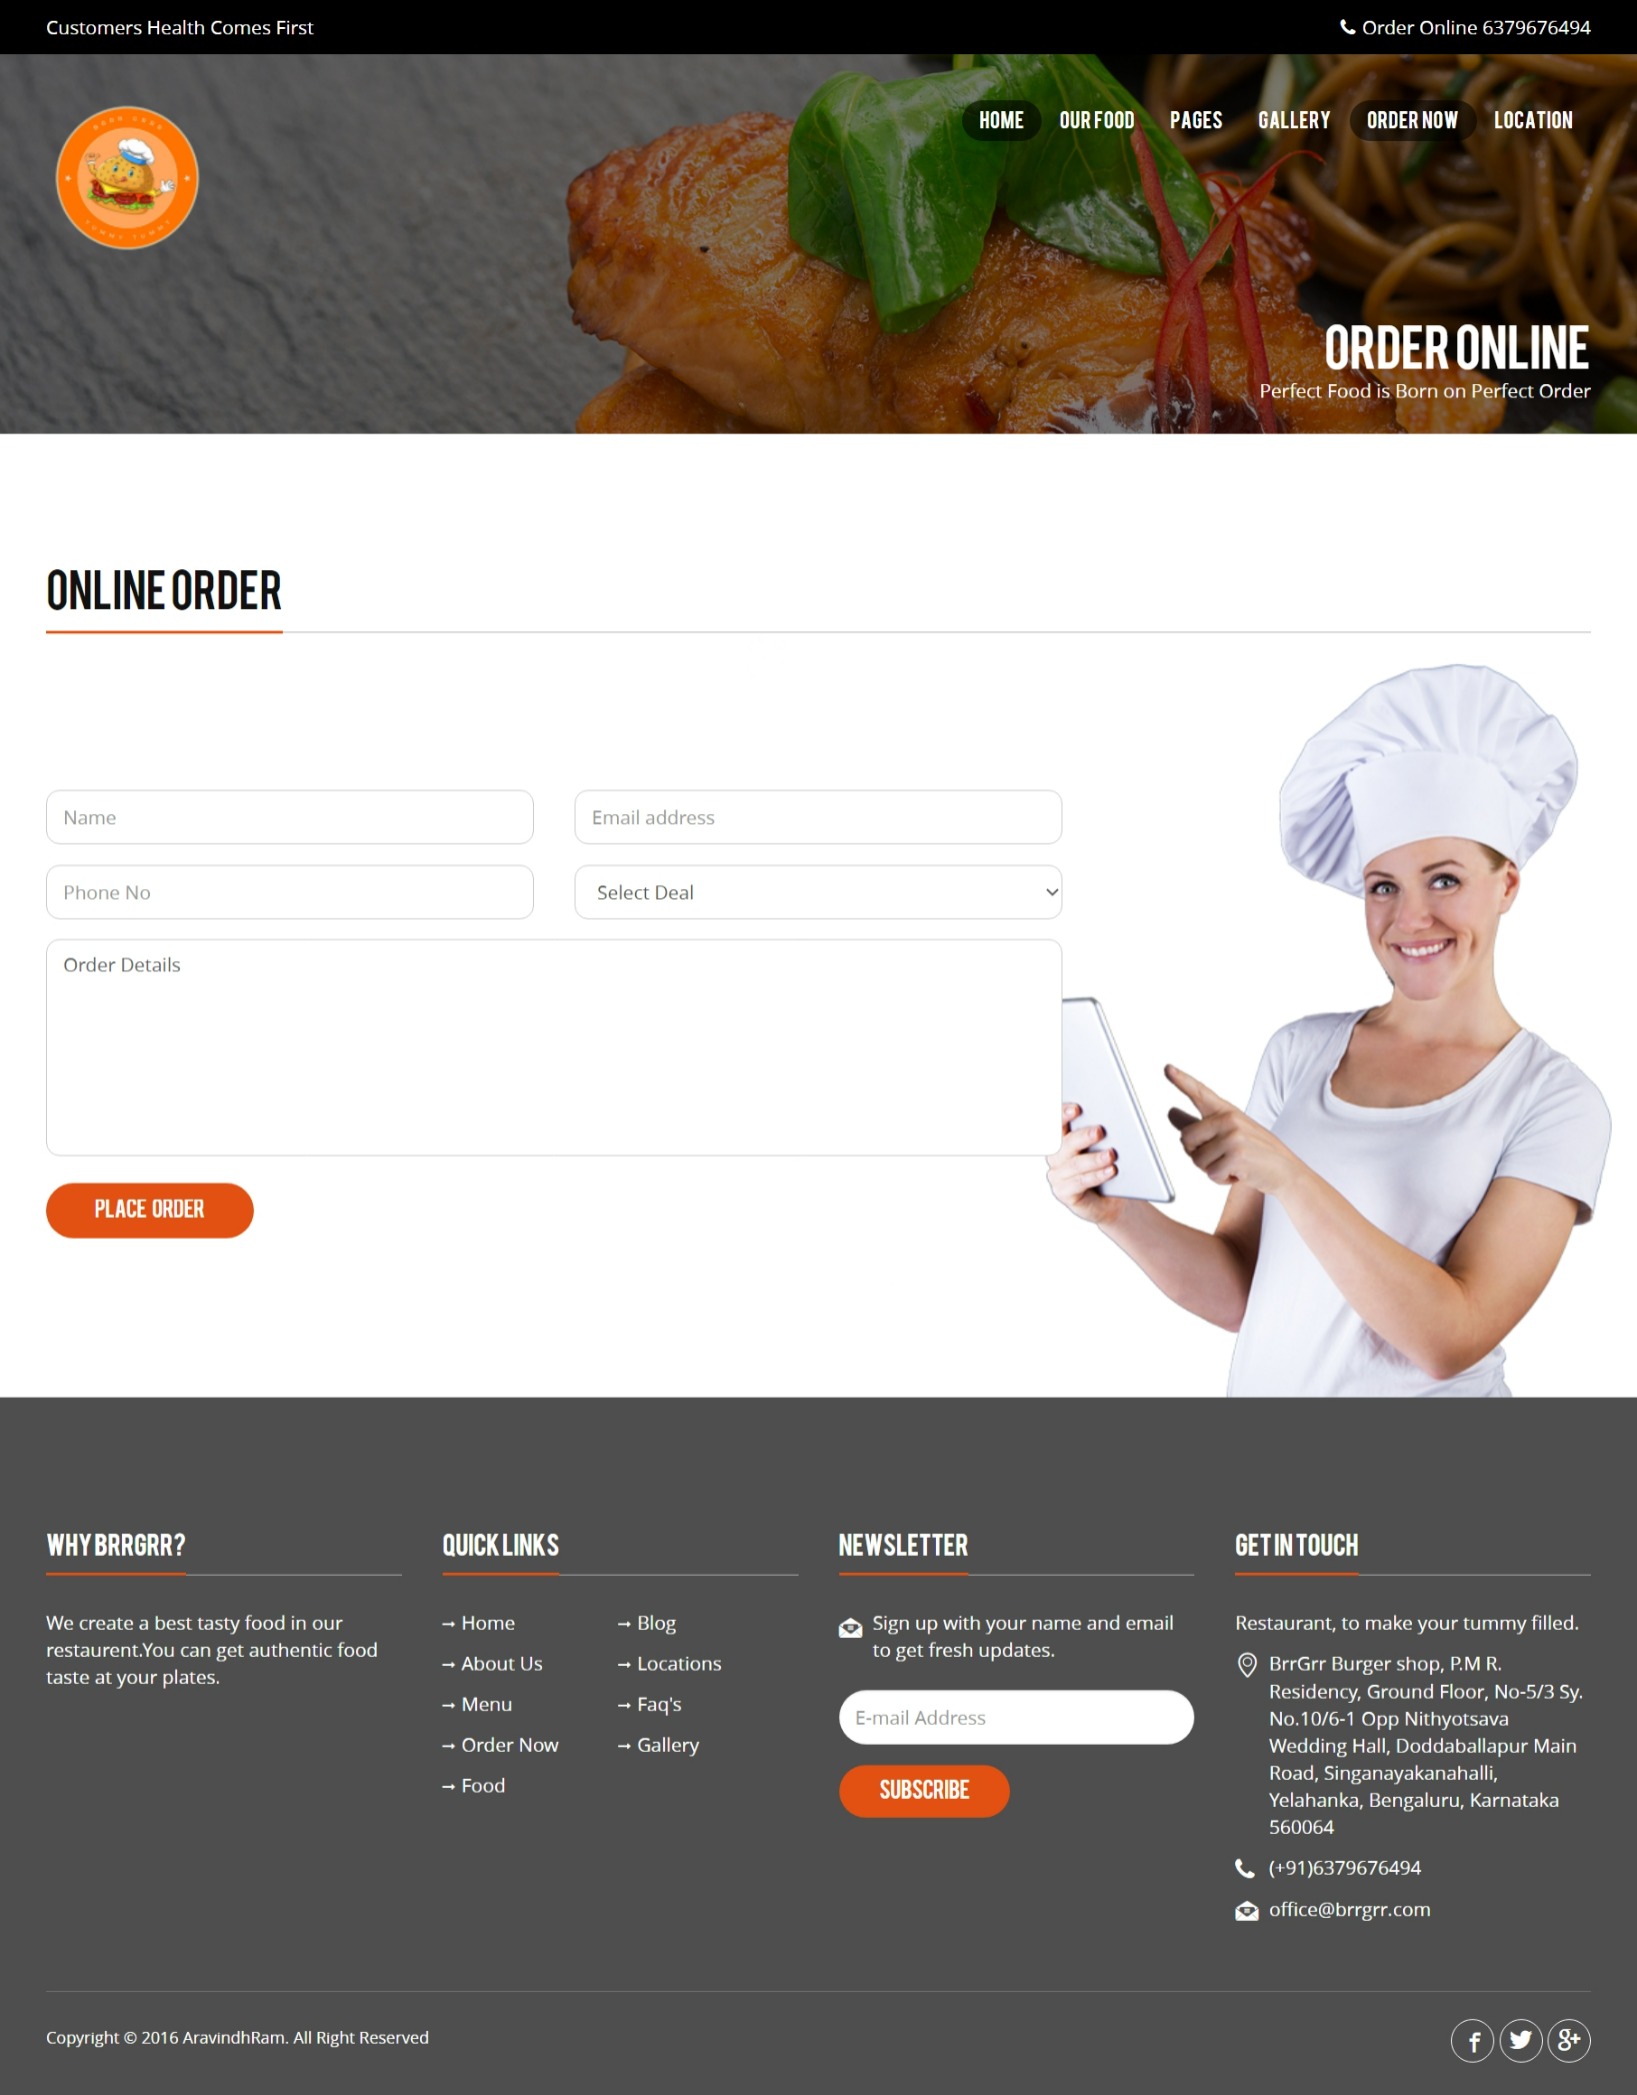 Customers Health Comes First
Order Online 6379676494
HOME OUR FOOD PAGES GALLERY ORDER NOW LOCATION
ORDER ONLINE
Perfect Food is Born on Perfect Order
ONLINE ORDER
Name
Email address
Phone No
Select Deal
Order Details
PLACE ORDER
WHY BRRGRR?
We create a best tasty food in our
restaurent.You can get authentic food
taste at your plates.
QUICK LINKS
→ Home
→ About Us
→ Menu
→ Order Now
→ Food
→ Blog
→ Locations
→ Faq's
→ Gallery
NEWSLETTER
Sign up with your name and email
to get fresh updates.
E-mail Address
SUBSCRIBE
GET IN TOUCH
Restaurant, to make your tummy filled.
BrrGrr Burger shop, P.M R.
Residency, Ground Floor, No-5/3 Sy.
No.10/6-1 Opp Nithyotsava
Wedding Hall, Doddaballapur Main
Road, Singanayakanahalli,
Yelahanka, Bengaluru, Karnataka
560064
(+91)6379676494
office@brrgrr.com
Copyright © 2016 AravindhRam. All Right Reserved